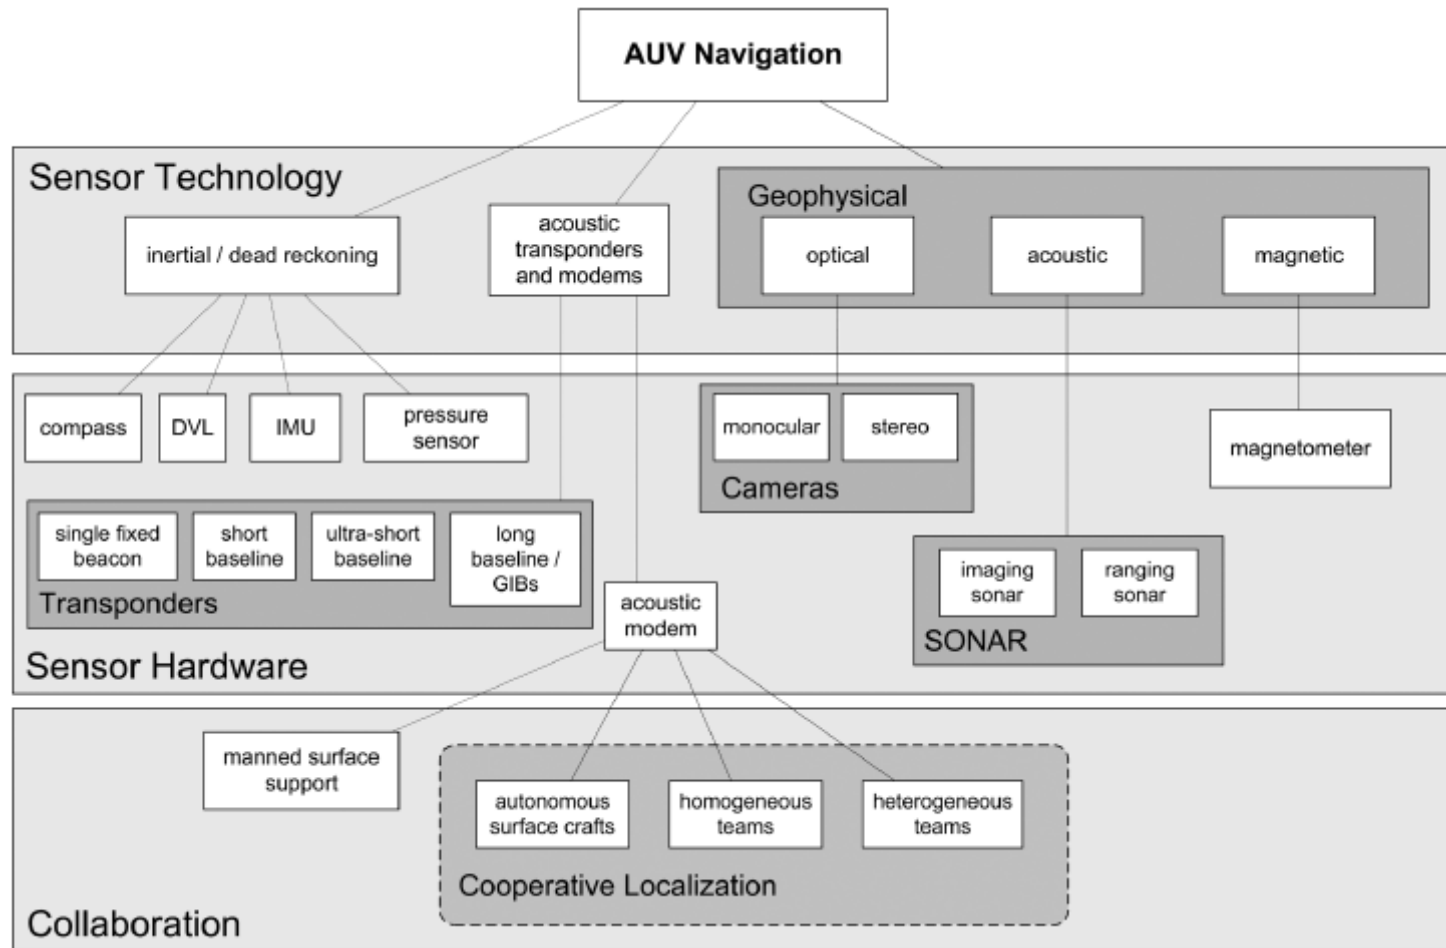 AUV Navigation
Sensor Technology
inertial / dead reckoning
acoustic
transponders
and modems
Geophysical
optical
acoustic
magnetic
compass
DVL
IMU
pressure
sensor
monocular
stereo
Cameras
magnetometer
single fixed
beacon
short
baseline
ultra-short
baseline
long
baseline /
GIBs
Transponders
acoustic
modem
imaging
sonar
ranging
sonar
SONAR
Sensor Hardware
manned surface
support
autonomous
surface crafts
homogeneous
teams
heterogeneous
teams
Cooperative Localization
Collaboration